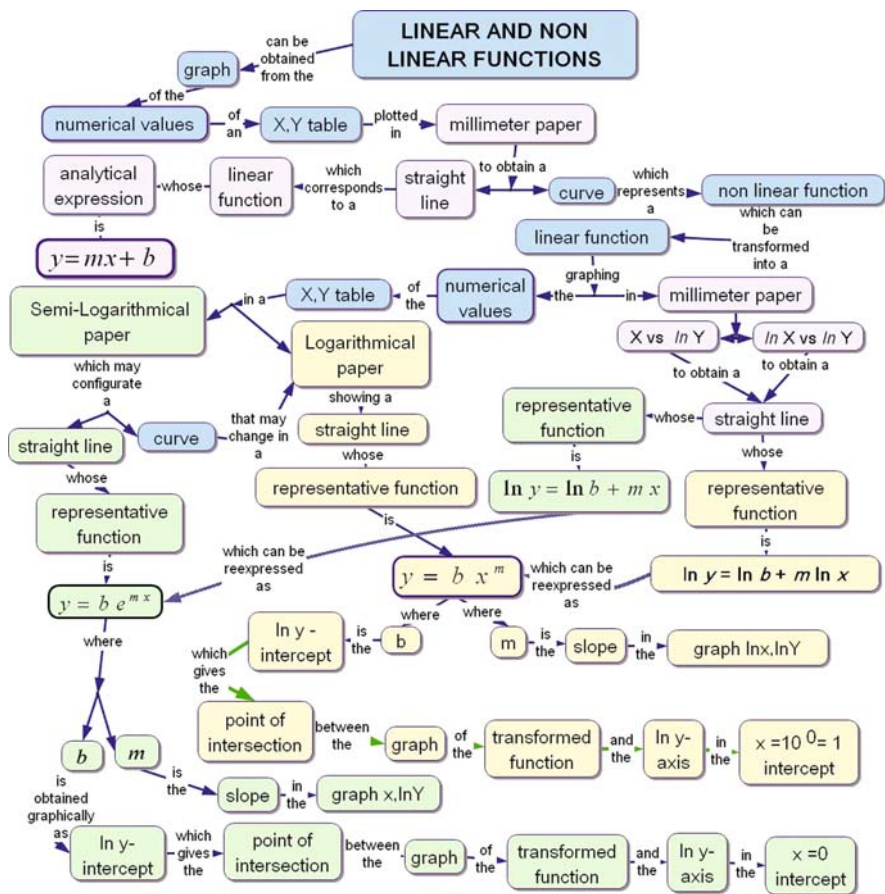 LINEAR AND NON
LINEAR FUNCTIONS
can be
obtained
from the
graph
of the
numerical values
of
an
X,Y table
plotted
in
millimeter paper
to obtain a
straight
line
which
corresponds
to a
linear
function
whose
analytical
expression
is
y=mx+ b
curve
which
represents
a
non linear function
which can
be
transformed
into a
linear function
graphing
the
in
numerical
values
of
the
X,Y table
in a
millimeter paper
X vs ln Y
ln X vs ln Y
to obtain a
to obtain a
straight line
whose
representative
function
is
ln y = ln b + m x
whose
representative
function
is
ln y = ln b + m ln x
Semi-Logarithmical
paper
which may
configurate
a
straight line
curve
that may
change in
a
Logarithmical
paper
showing a
straight line
whose
representative function
is
whose
representative
function
is
which can be
reexpressed
as
which can be
reexpressed
as
y = b e^{m x}
y = b x^m
where
where
where
b
is
the
ln y -
intercept
m
is
the
slope
in
the
graph lnx,lnY
which
gives
the
point of
intersection
between
the
graph
of
the
transformed
function
and
the
ln y-
axis
in
the
x =10^0= 1
intercept
b
m
is
the
slope
in
the
graph x,lnY
is
obtained
graphically
as
ln y-
intercept
which
gives
the
point of
intersection
between
the
graph
of
the
transformed
function
and
the
ln y-
axis
in
the
x =0
intercept